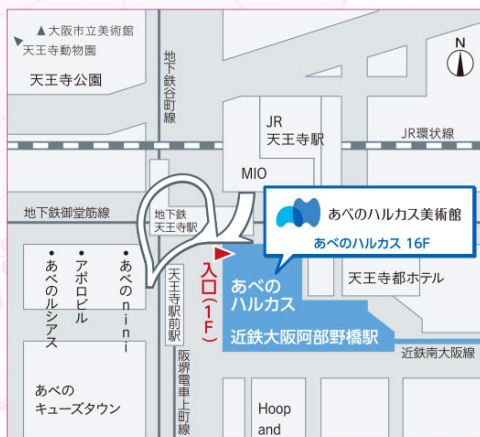 ▲大阪市立美術館
天王寺動物園
天王寺公園
地下鉄谷町線
N
JR
天王寺駅
JR環状線
MIO
地下鉄御堂筋線
地下鉄
天王寺駅
あべのハルカス美術館
あべのハルカス 16F
•あべのnini
•アポロビル
•あべのルシアス
天王寺駅前駅
入口(1F)
あべの
ハルカス
天王寺都ホテル
近鉄大阪阿部野橋駅
近鉄南大阪線
阪堺電車上町線
あべの
キューズタウン
Hoop
and